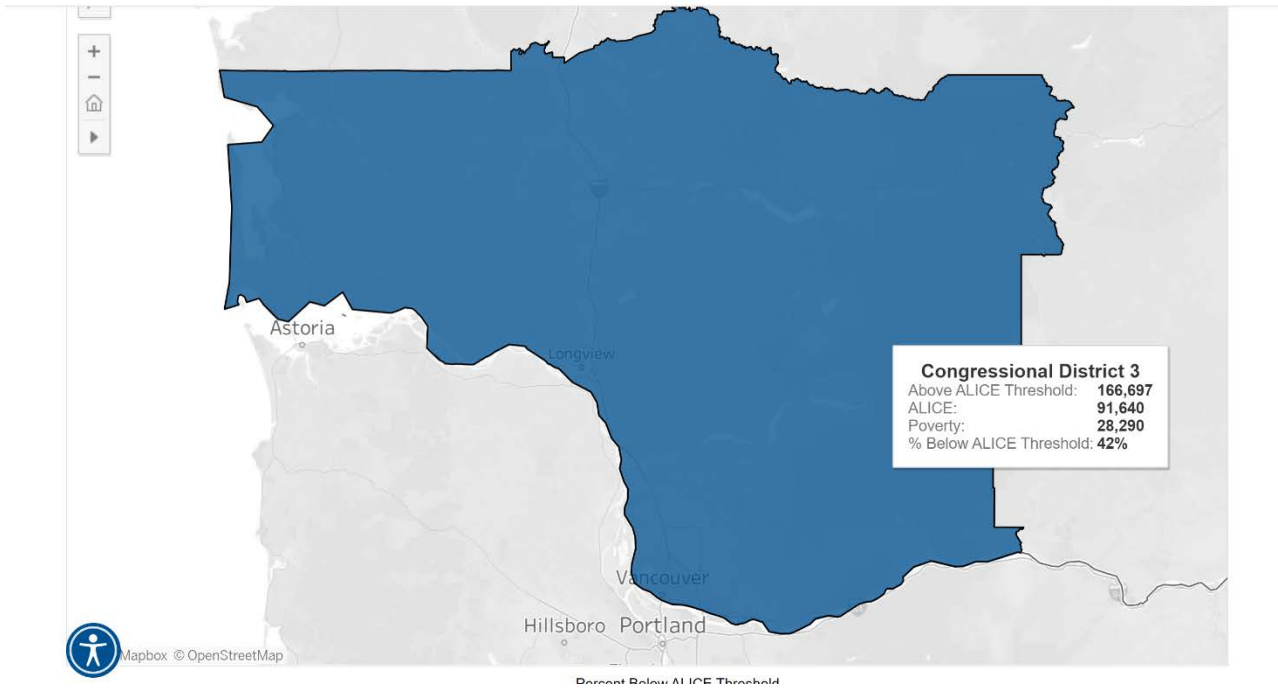 +
−
Astoria
Longview
Congressional District 3
Above ALICE Threshold: 166,697
ALICE: 91,640
Poverty: 28,290
% Below ALICE Threshold: 42%
Vancouver
Hillsboro Portland
Mapbox © OpenStreetMap
Percent Below ALICE Threshold